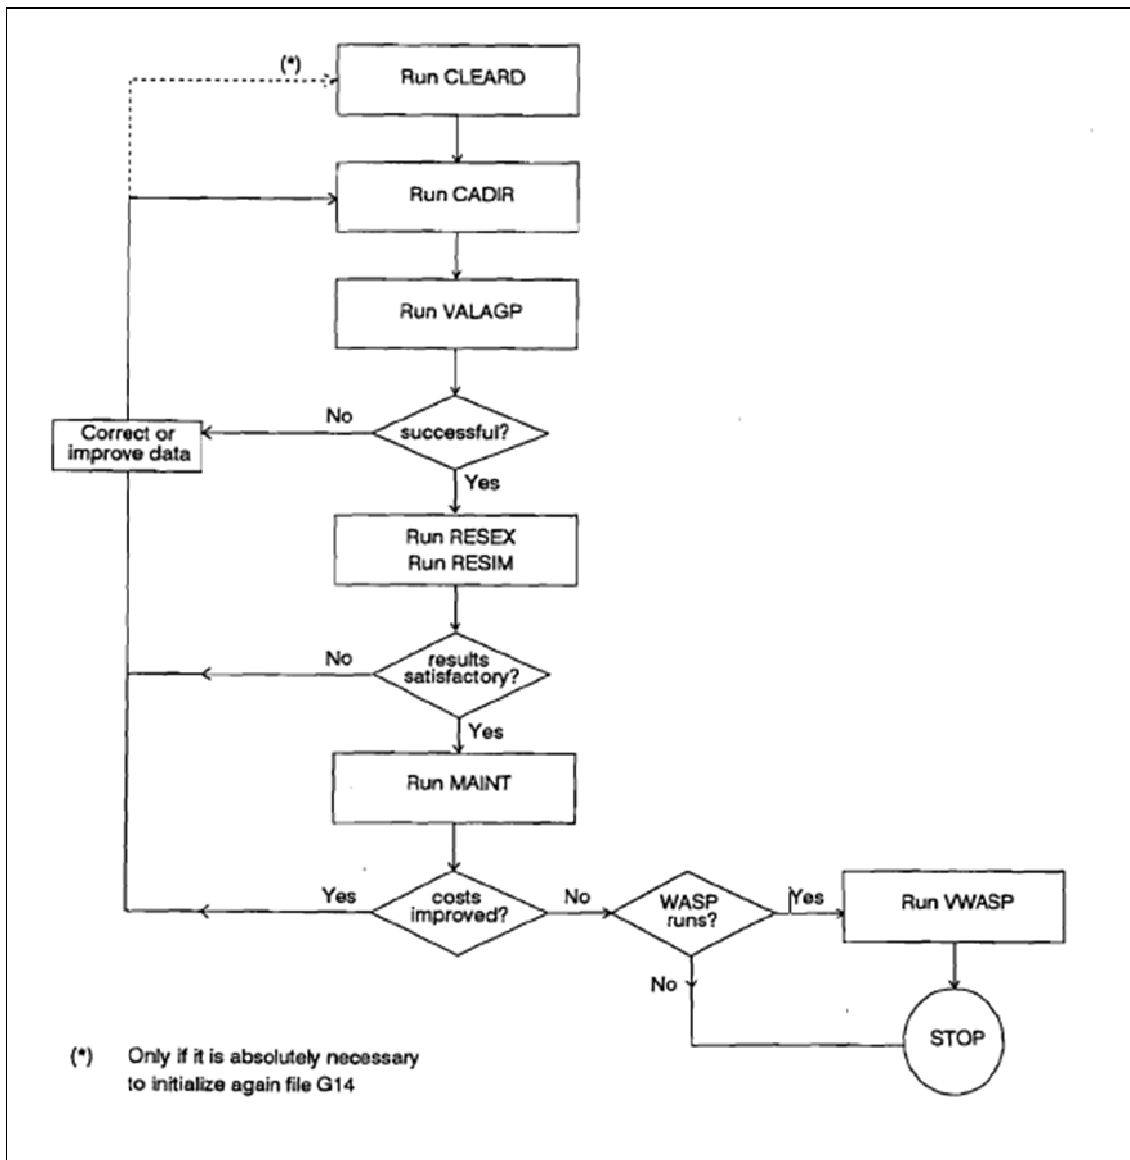 (*)
Run CLEARD
Run CADIR
Run VALAGP
No
successful?
Correct or
improve data
Yes
Run RESEX
Run RESIM
No
results
satisfactory?
Yes
Run MAINT
Yes
costs
improved?
No
WASP
runs?
Yes
Run VWASP
No
STOP
(*) Only if it is absolutely necessary
to initialize again file G14